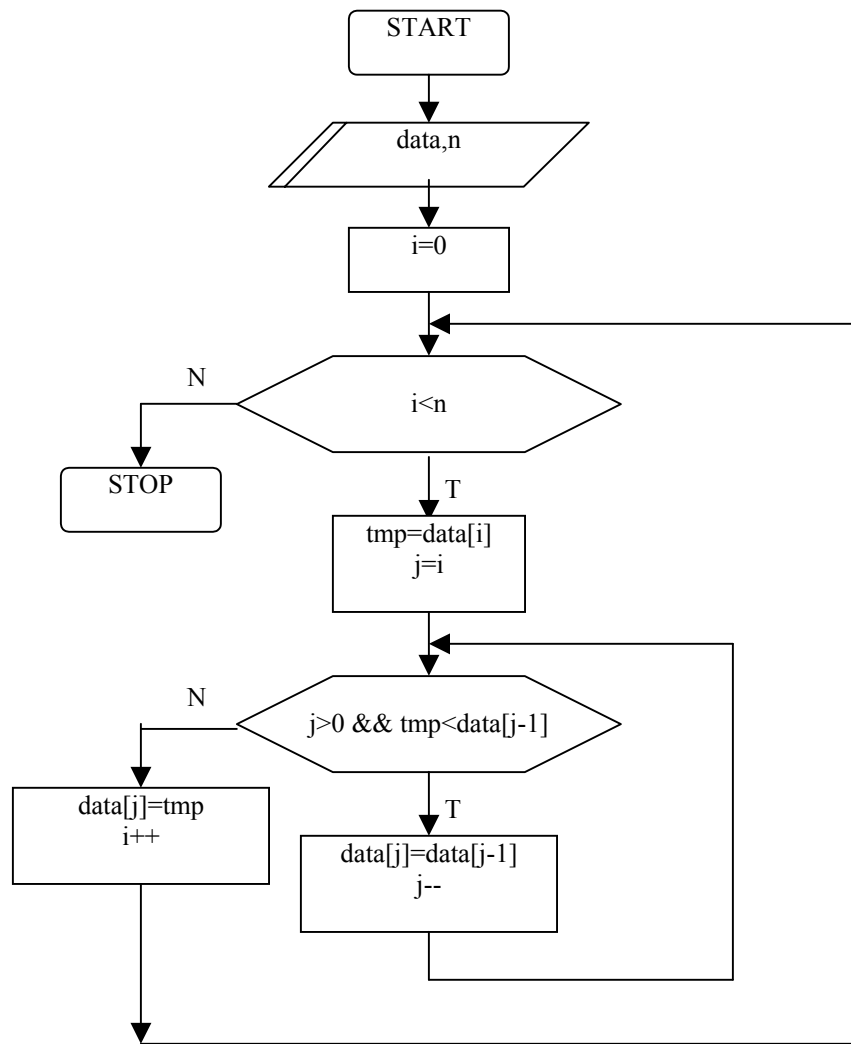 START
data,n
i=0
i<n
N
STOP
T
tmp=data[i]
j=i
j>0 && tmp<data[j-1]
N
data[j]=tmp
i++
T
data[j]=data[j-1]
j--